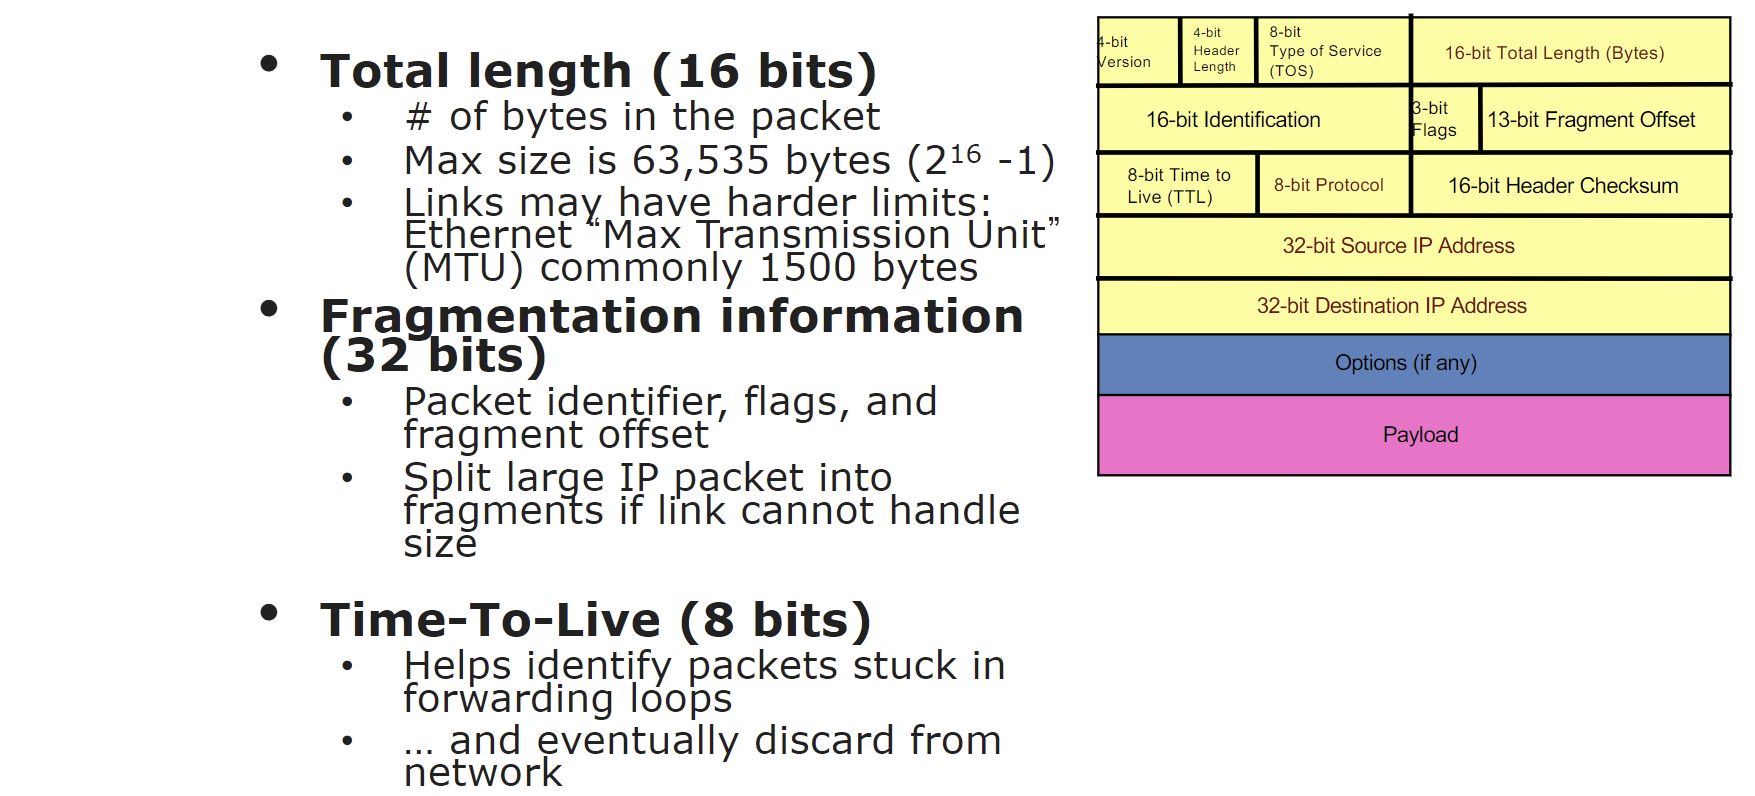 • Total length (16 bits)
• # of bytes in the packet
• Max size is 63,535 bytes (2¹⁶ -1)
• Links may have harder limits:
Ethernet “Max Transmission Unit”
(MTU) commonly 1500 bytes
• Fragmentation information
(32 bits)
• Packet identifier, flags, and
fragment offset
• Split large IP packet into
fragments if link cannot handle
size
• Time-To-Live (8 bits)
• Helps identify packets stuck in
forwarding loops
• … and eventually discard from
network
4-bit
Version
4-bit
Header
Length
8-bit
Type of Service
(TOS)
16-bit Total Length (Bytes)
16-bit Identification
3-bit
Flags
13-bit Fragment Offset
8-bit Time to
Live (TTL)
8-bit Protocol
16-bit Header Checksum
32-bit Source IP Address
32-bit Destination IP Address
Options (if any)
Payload